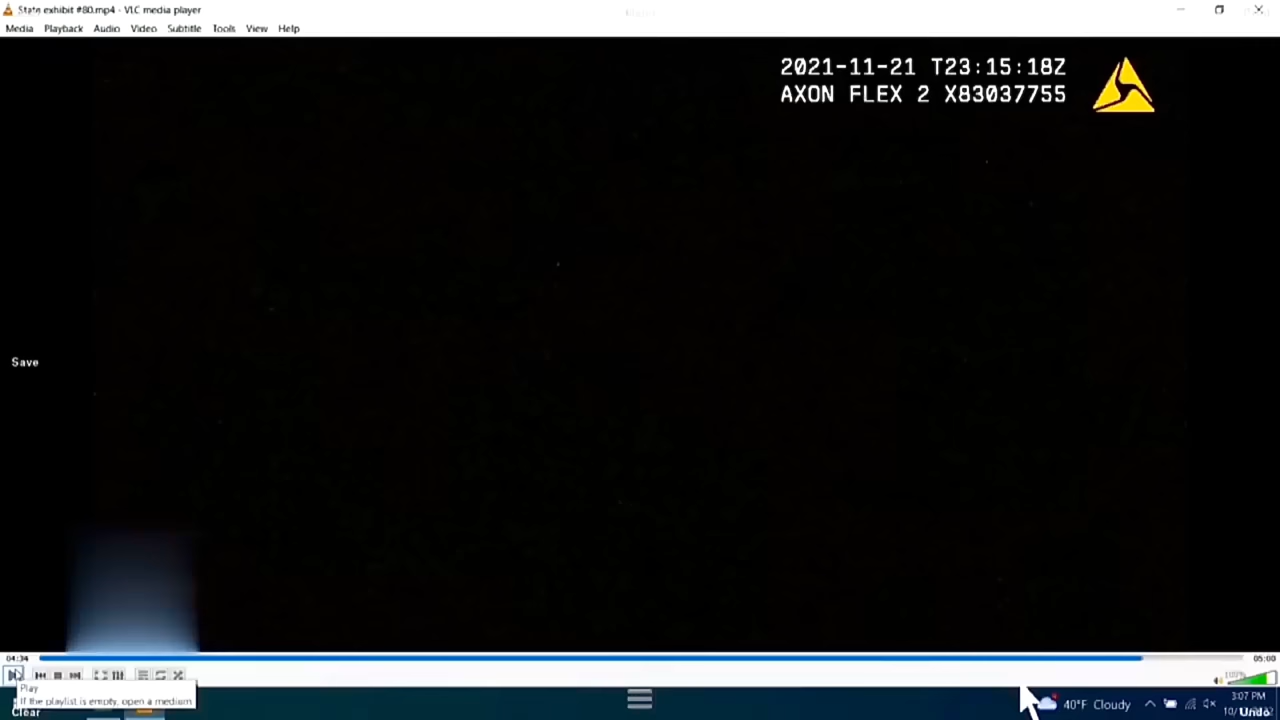 State exhibit #80.mp4 - VLC media player
Media Playback Audio Video Subtitle Tools View Help
2021-11-21 T23:15:18Z
AXON FLEX 2 X83037755
Save
04:34
05:00
Play
If the playlist is empty, open a medium
Clear
40°F Cloudy
3:07 PM
Undo